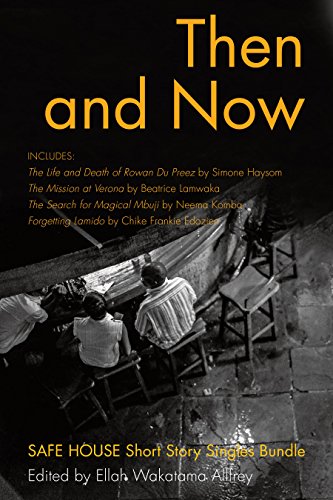 Then
and Now
INCLUDES:
The Life and Death of Rowan Du Preez by Simone Haysom
The Mission at Verona by Beatrice Lamwaka
The Search for Magical Mbuji by Neema Komba
Forgetting Lamido by Chike Frankie Edozien
SAFE HOUSE Short Story Singles Bundle
Edited by Ellah Wakatama Allfrey